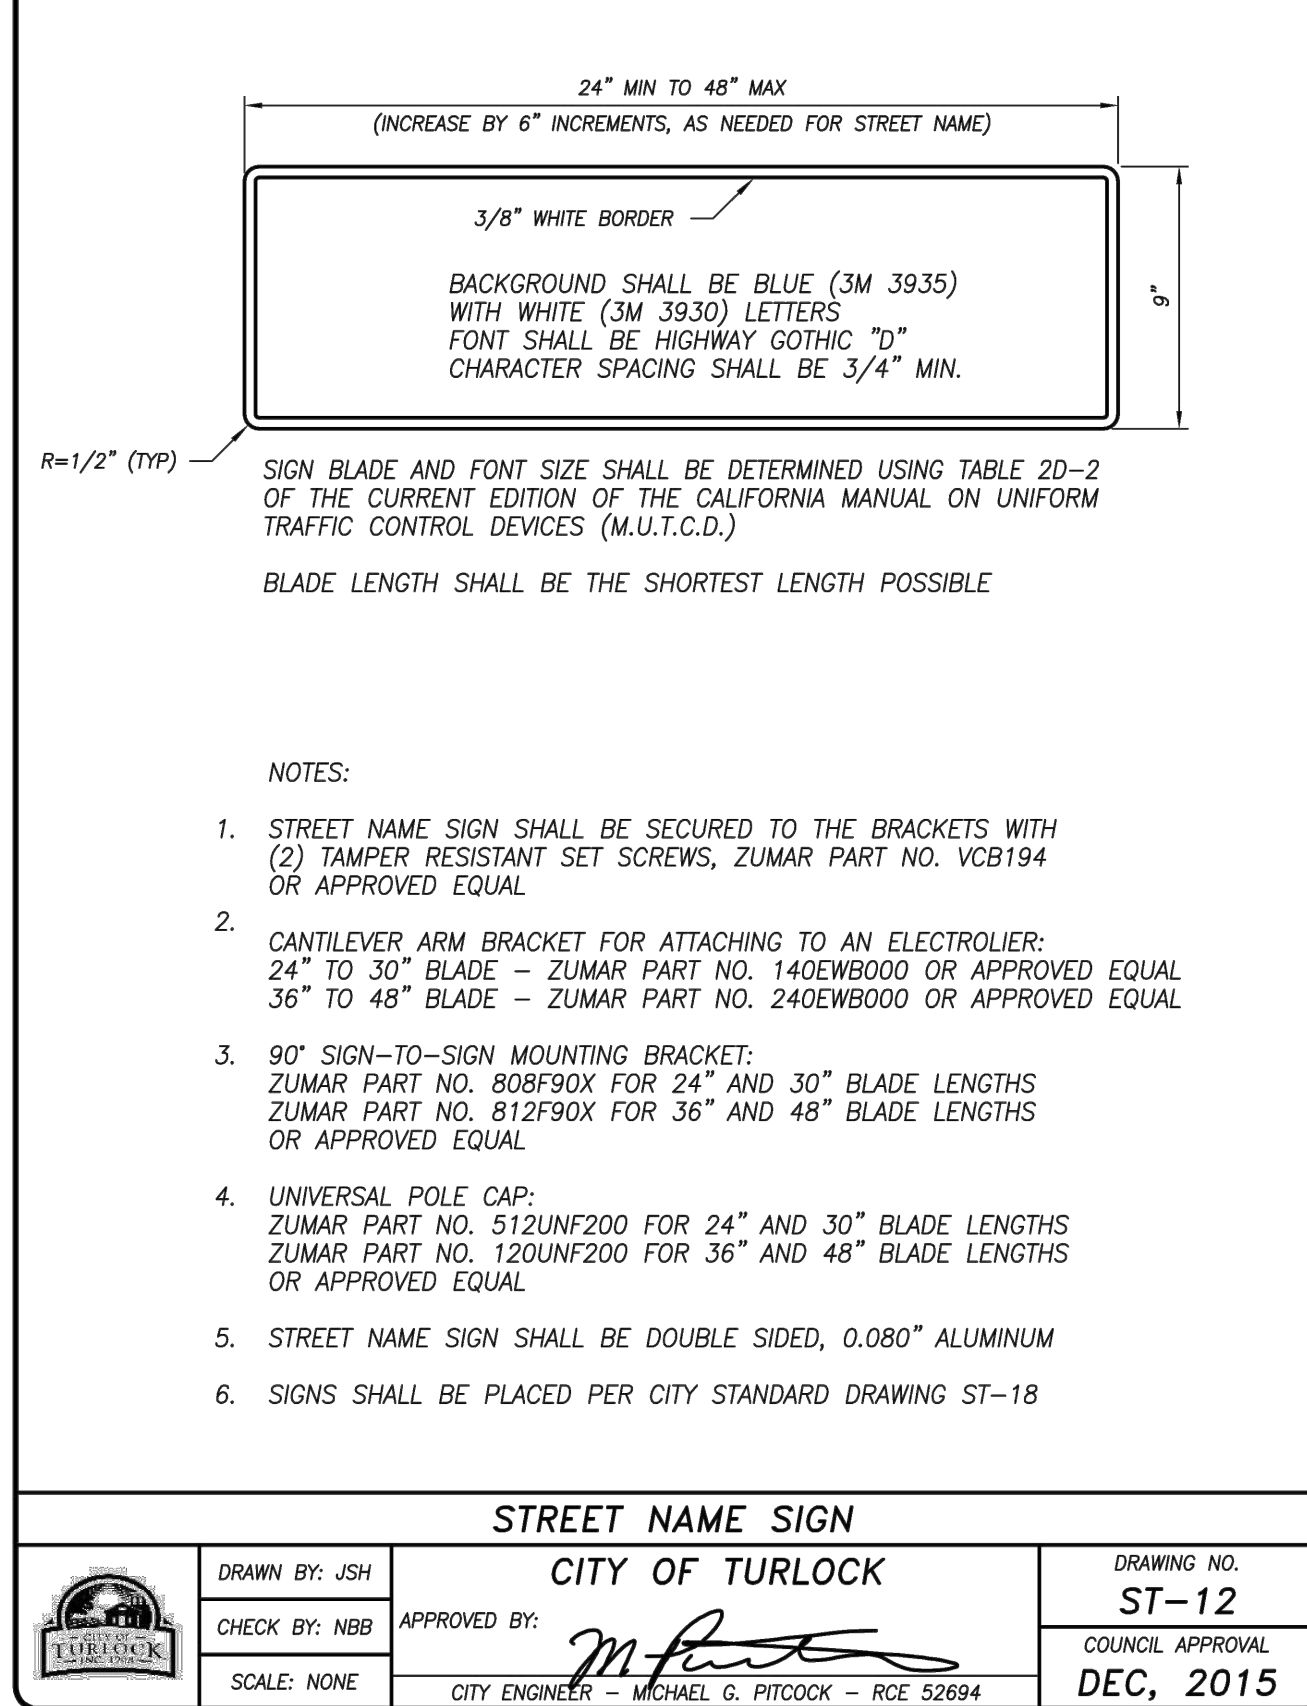 24" MIN TO 48" MAX
(INCREASE BY 6" INCREMENTS, AS NEEDED FOR STREET NAME)
3/8" WHITE BORDER
BACKGROUND SHALL BE BLUE (3M 3935)
WITH WHITE (3M 3930) LETTERS
FONT SHALL BE HIGHWAY GOTHIC "D"
CHARACTER SPACING SHALL BE 3/4" MIN.
9"
R=1/2" (TYP)
SIGN BLADE AND FONT SIZE SHALL BE DETERMINED USING TABLE 2D-2
OF THE CURRENT EDITION OF THE CALIFORNIA MANUAL ON UNIFORM
TRAFFIC CONTROL DEVICES (M.U.T.C.D.)
BLADE LENGTH SHALL BE THE SHORTEST LENGTH POSSIBLE
NOTES:
1. STREET NAME SIGN SHALL BE SECURED TO THE BRACKETS WITH
(2) TAMPER RESISTANT SET SCREWS, ZUMAR PART NO. VCB194
OR APPROVED EQUAL
2.
CANTILEVER ARM BRACKET FOR ATTACHING TO AN ELECTROLIER:
24" TO 30" BLADE – ZUMAR PART NO. 140EWB000 OR APPROVED EQUAL
36" TO 48" BLADE – ZUMAR PART NO. 240EWB000 OR APPROVED EQUAL
3. 90° SIGN-TO-SIGN MOUNTING BRACKET:
ZUMAR PART NO. 808F90X FOR 24" AND 30" BLADE LENGTHS
ZUMAR PART NO. 812F90X FOR 36" AND 48" BLADE LENGTHS
OR APPROVED EQUAL
4. UNIVERSAL POLE CAP:
ZUMAR PART NO. 512UNF200 FOR 24" AND 30" BLADE LENGTHS
ZUMAR PART NO. 120UNF200 FOR 36" AND 48" BLADE LENGTHS
OR APPROVED EQUAL
5. STREET NAME SIGN SHALL BE DOUBLE SIDED, 0.080" ALUMINUM
6. SIGNS SHALL BE PLACED PER CITY STANDARD DRAWING ST-18
STREET NAME SIGN
CITY OF
TURLOCK
INC. 1908
DRAWN BY: JSH
CHECK BY: NBB
SCALE: NONE
CITY OF TURLOCK
APPROVED BY:
CITY ENGINEER – MICHAEL G. PITCOCK – RCE 52694
DRAWING NO.
ST-12
COUNCIL APPROVAL
DEC, 2015